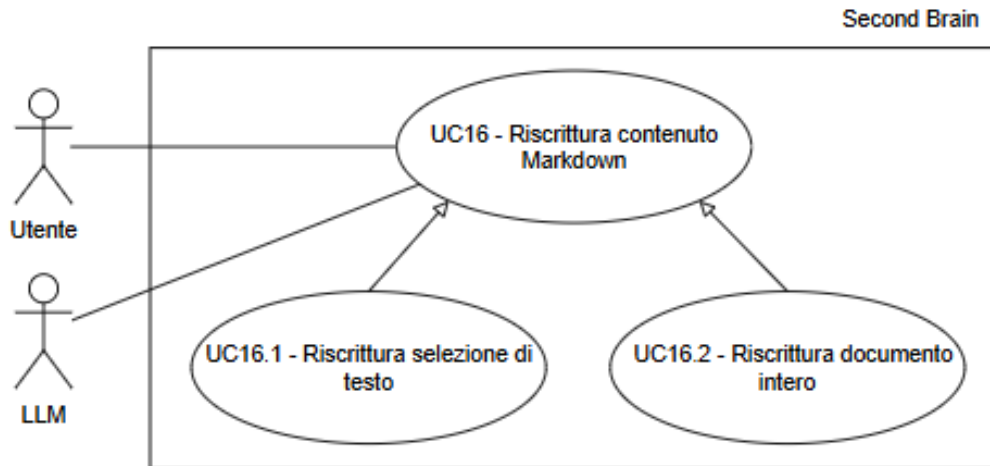 Second Brain
UC16 - Riscrittura contenuto
Markdown
Utente
UC16.1 - Riscrittura selezione di
testo
UC16.2 - Riscrittura documento
intero
LLM